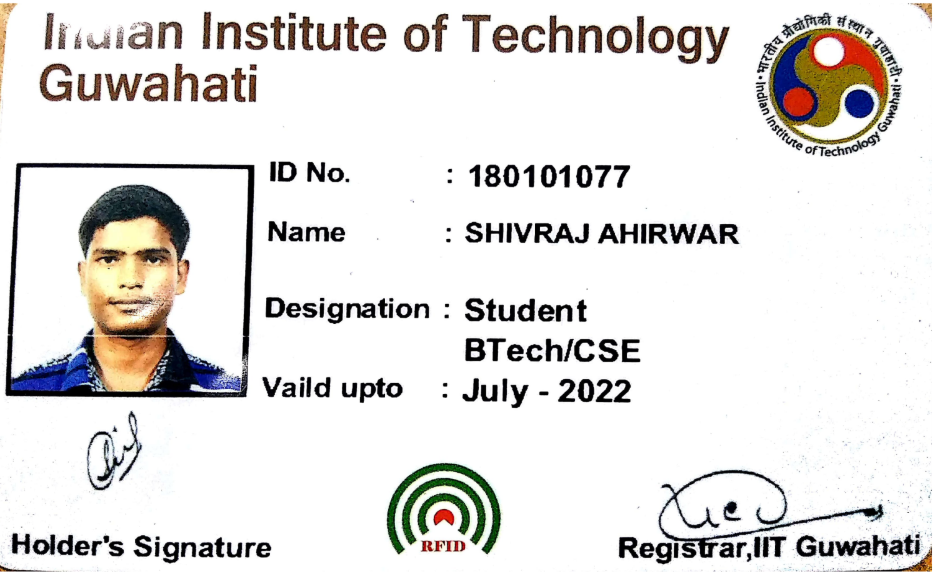 Indian Institute of Technology
Guwahati
भारतीय प्रौद्योगिकी संस्थान गुवाहाटी
Indian Institute of Technology Guwahati
ID No. : 180101077
Name : SHIVRAJ AHIRWAR
Designation : Student
BTech/CSE
Vaild upto : July - 2022
RFID
Holder's Signature
Registrar,IIT Guwahati